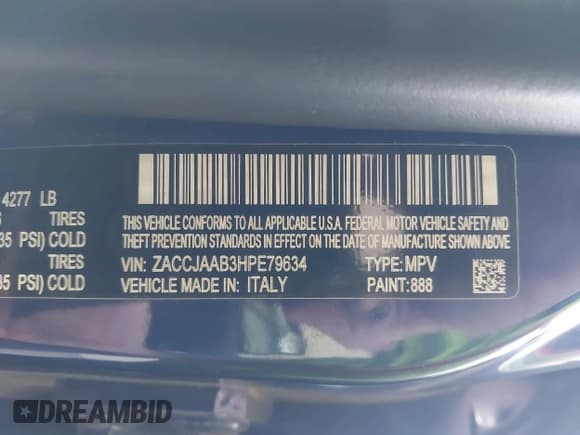 4277 LB
TIRES
35 PSI) COLD
TIRES
35 PSI) COLD
THIS VEHICLE CONFORMS TO ALL APPLICABLE U.S.A. FEDERAL MOTOR VEHICLE SAFETY AND
THEFT PREVENTION STANDARDS IN EFFECT ON THE DATE OF MANUFACTURE SHOWN ABOVE
VIN: ZACCJAAB3HPE79634 TYPE: MPV
VEHICLE MADE IN: ITALY PAINT: 888
DREAMBID